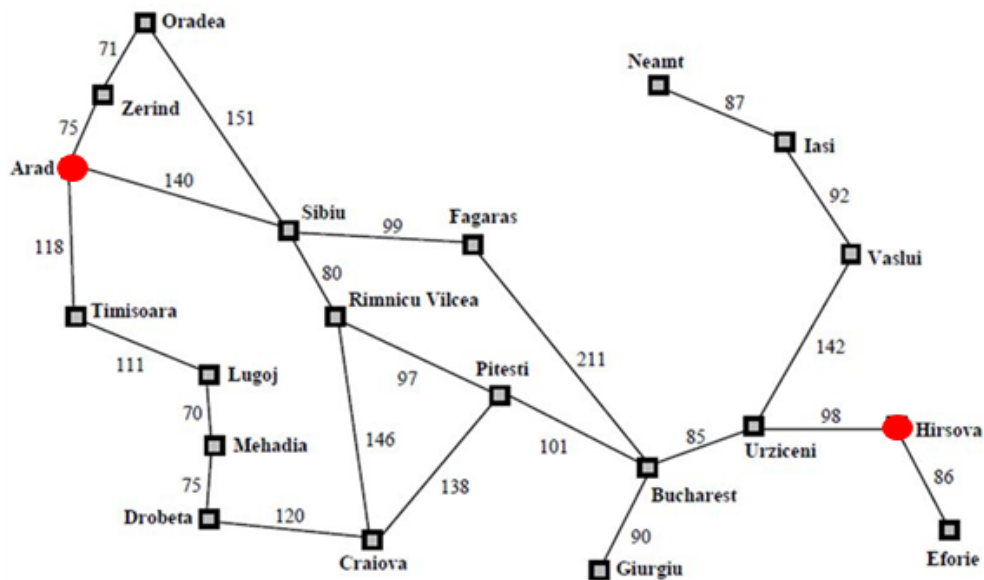 Oradea
71
Neamt
87
Zerind
151
75
Iasi
Arad
140
92
Sibiu
Fagaras
99
118
Vaslui
80
Rimnicu Vilcea
Timisoara
142
111
211
Pitesti
Lugoj
97
70
98
Hirsova
85
146
101
Urziceni
Mehadia
138
Bucharest
86
75
120
Drobeta
90
Eforie
Craiova
Giurgiu